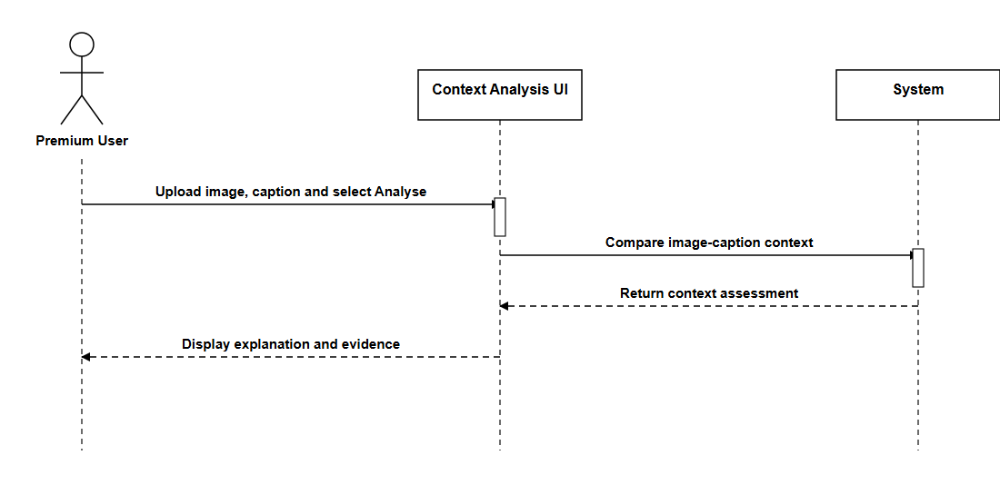 Context Analysis UI
System
Premium User
Upload image, caption and select Analyse
Compare image-caption context
Return context assessment
Display explanation and evidence